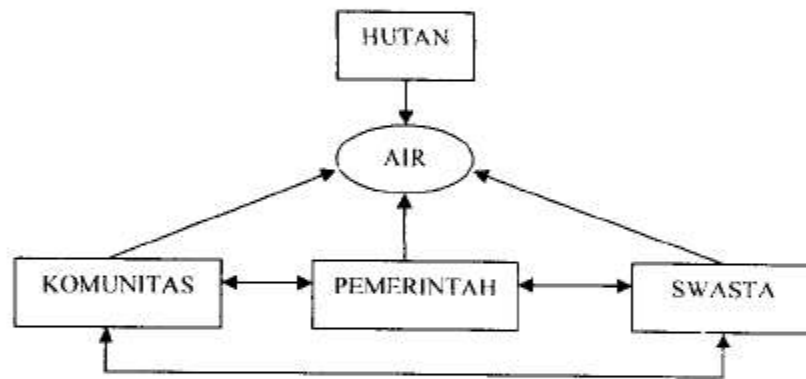 HUTAN
AIR
KOMUNITAS
PEMERINTAH
SWASTA